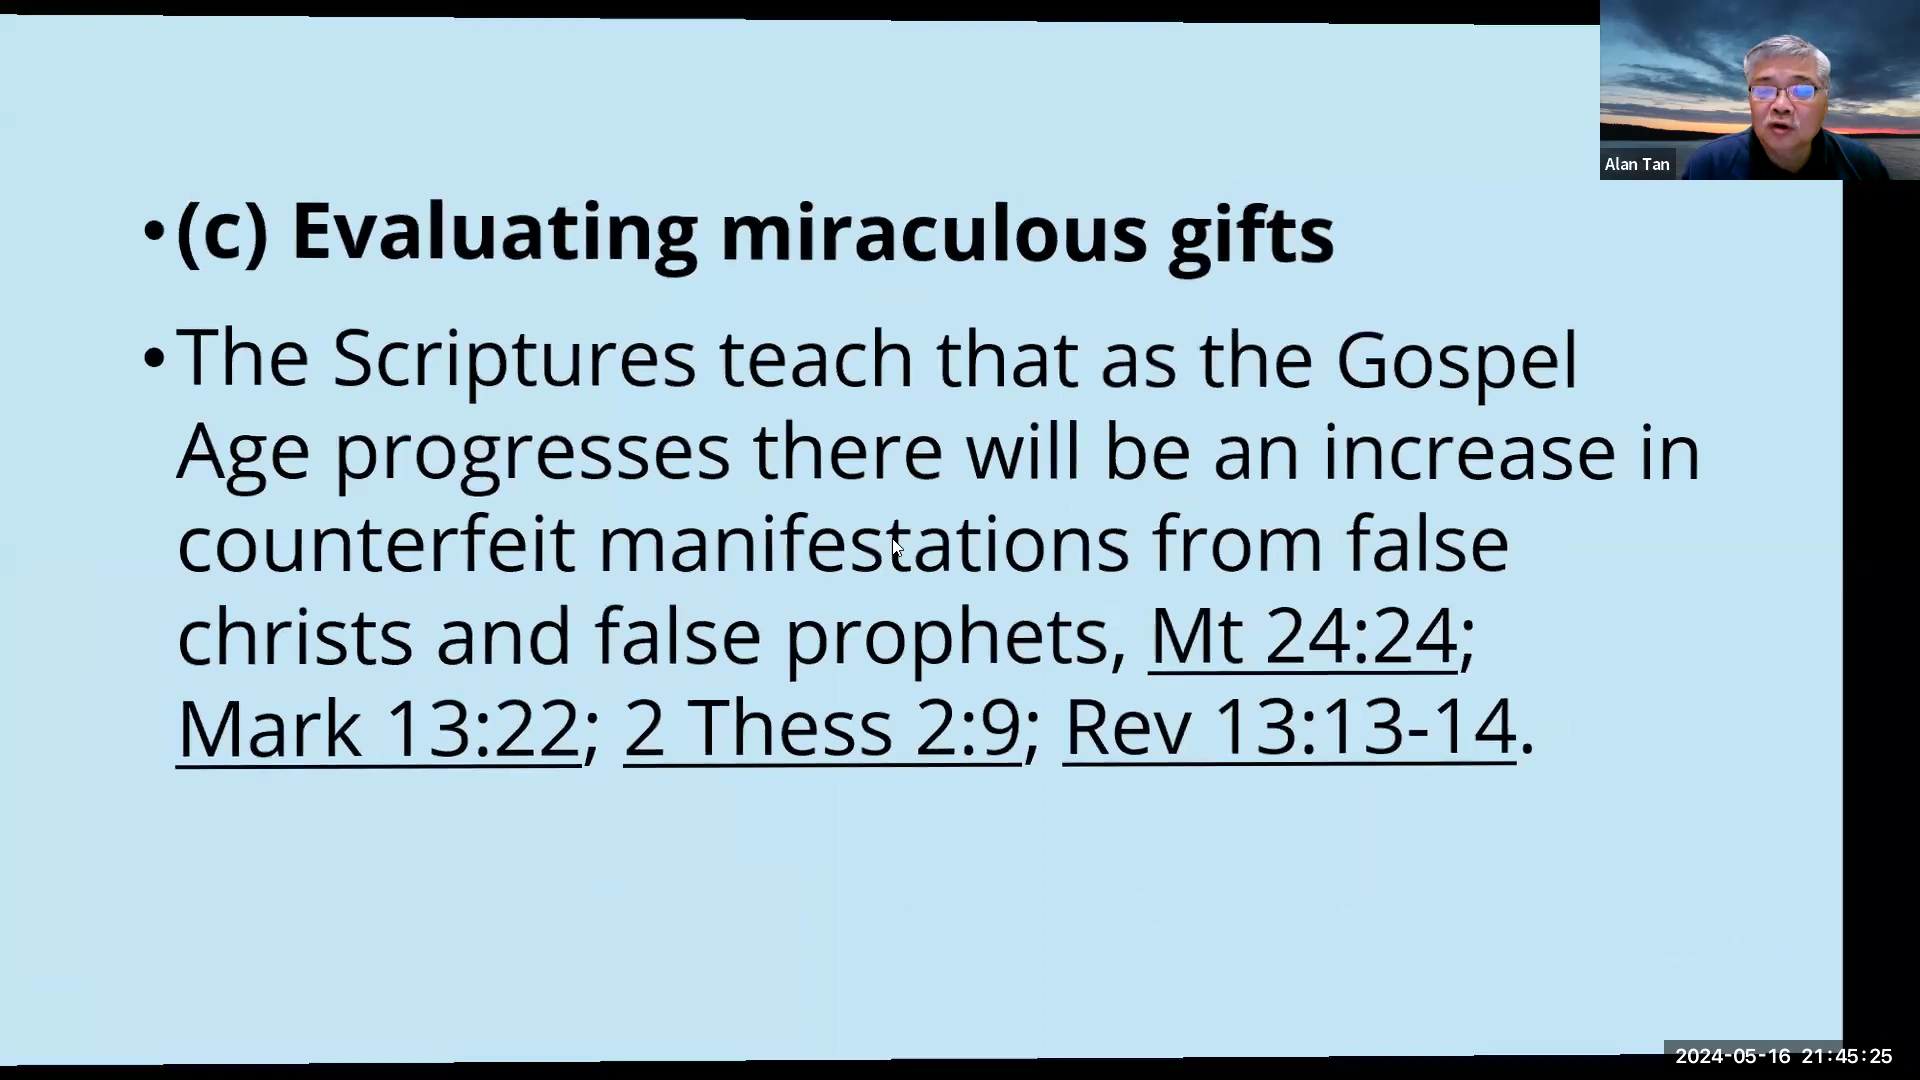 Alan Tan
•(c) Evaluating miraculous gifts
•The Scriptures teach that as the Gospel
Age progresses there will be an increase in
counterfeit manifestations from false
christs and false prophets, Mt 24:24;
Mark 13:22; 2 Thess 2:9; Rev 13:13-14.
2024-05-16 21:45:25